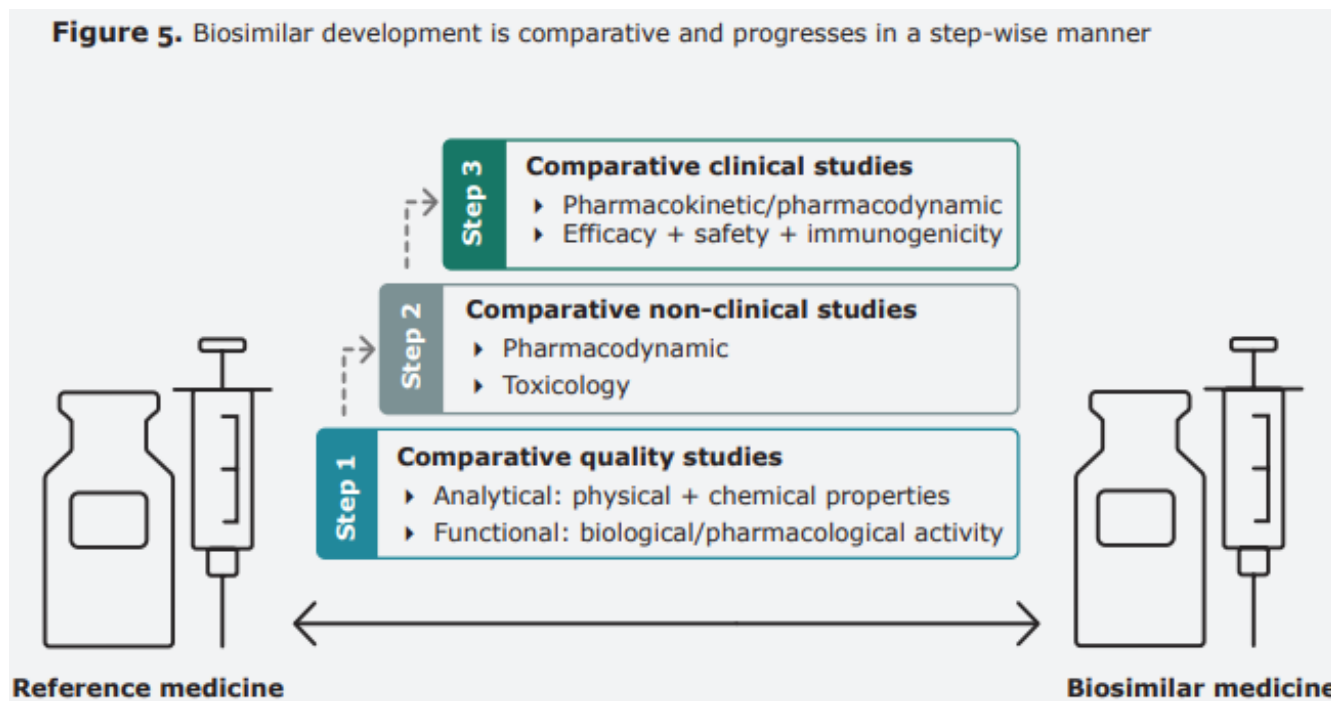 Figure 5. Biosimilar development is comparative and progresses in a step-wise manner
Step 3
Comparative clinical studies
Pharmacokinetic/pharmacodynamic
Efficacy + safety + immunogenicity
Step 2
Comparative non-clinical studies
Pharmacodynamic
Toxicology
Step 1
Comparative quality studies
Analytical: physical + chemical properties
Functional: biological/pharmacological activity
Reference medicine
Biosimilar medicine